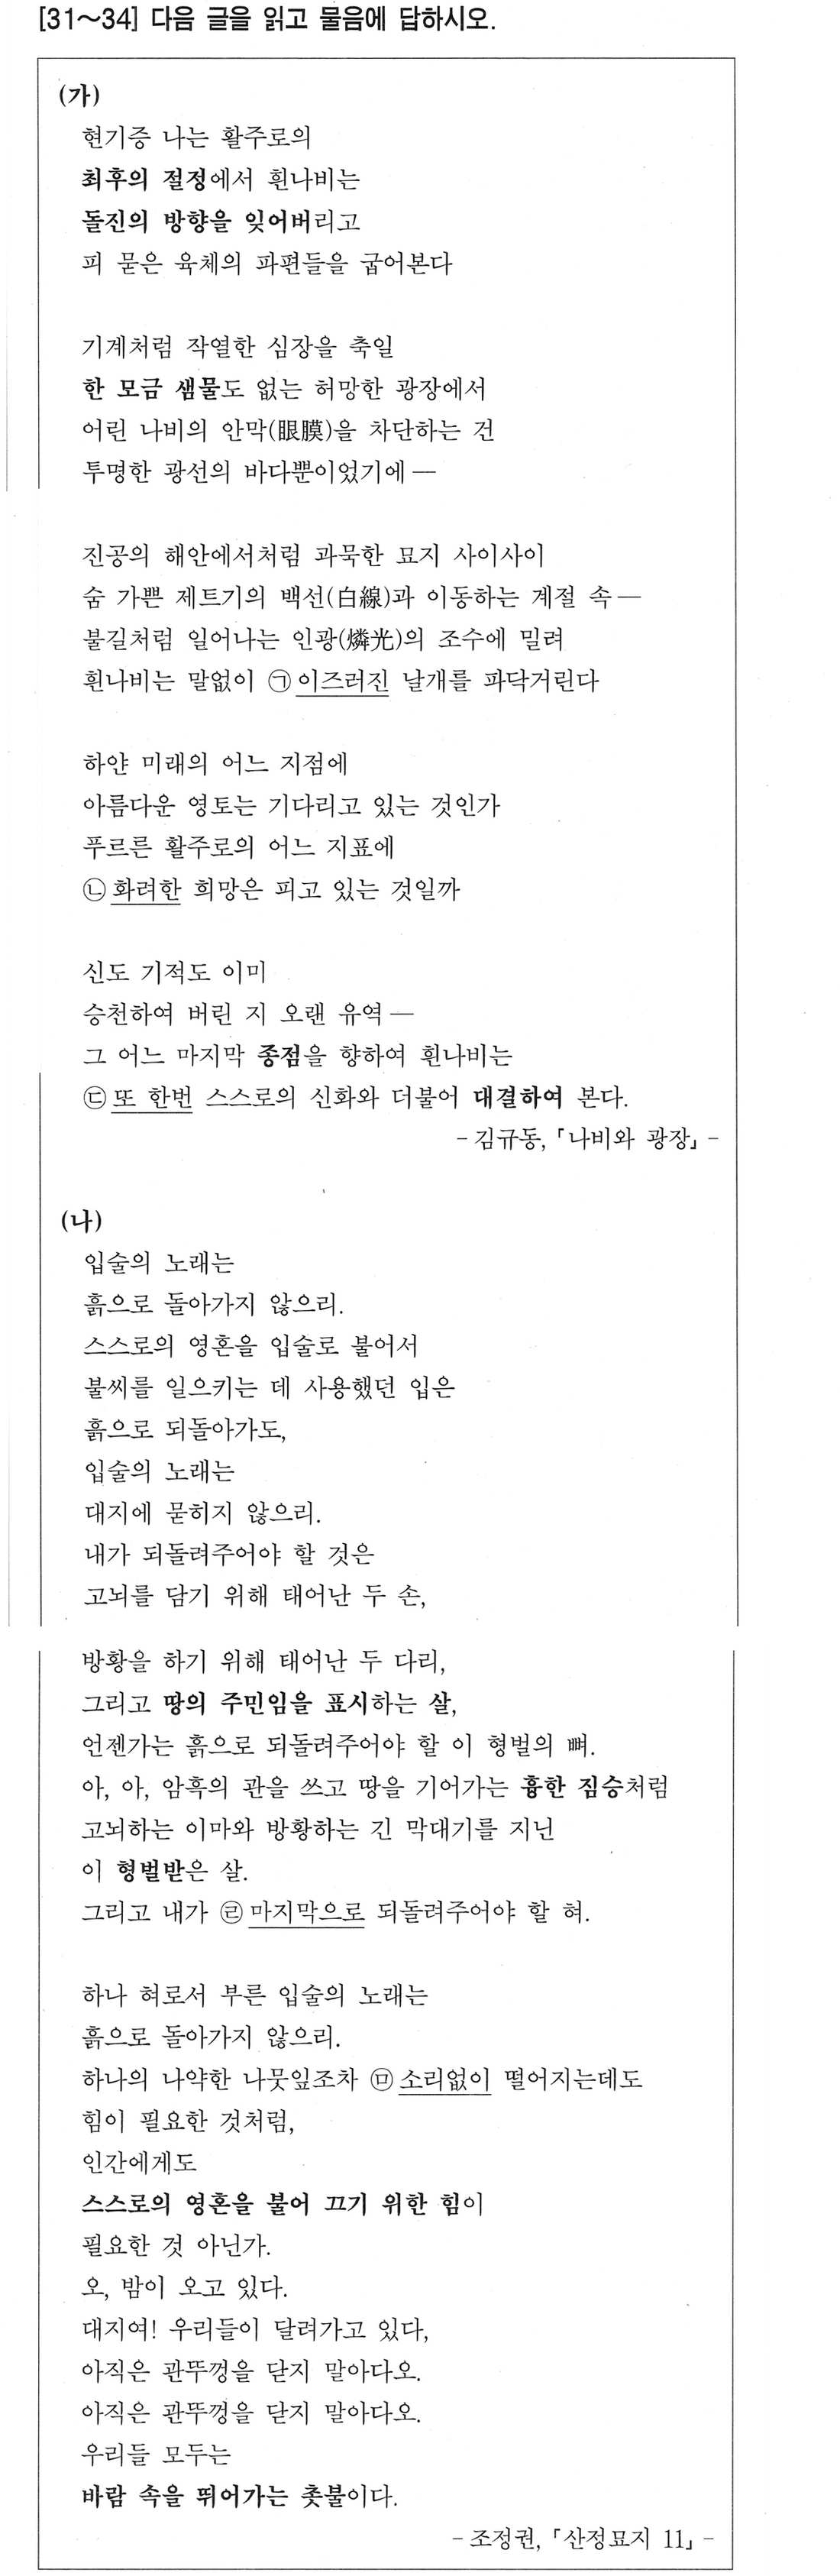 [31~34] 다음 글을 읽고 물음에 답하시오.
(가)
현기증 나는 활주로의
최후의 절정에서 흰나비는
돌진의 방향을 잊어버리고
피 묻은 육체의 파편들을 굽어본다
기계처럼 작열한 심장을 축일
한 모금 샘물도 없는 허망한 광장에서
어린 나비의 안막(眼膜)을 차단하는 건
투명한 광선의 바다뿐이었기에―
진공의 해안에서처럼 과묵한 묘지 사이사이
숨 가쁜 제트기의 백선(白線)과 이동하는 계절 속―
불길처럼 일어나는 인광(燐光)의 조수에 밀려
흰나비는 말없이 ㉠이즈러진 날개를 파닥거린다
하얀 미래의 어느 지점에
아름다운 영토는 기다리고 있는 것인가
푸르른 활주로의 어느 지표에
㉡화려한 희망은 피고 있는 것일까
신도 기적도 이미
승천하여 버린 지 오랜 유역―
그 어느 마지막 종점을 향하여 흰나비는
㉢또 한번 스스로의 신화와 더불어 대결하여 본다.
- 김규동, 「나비와 광장」 -
(나)
입술의 노래는
흙으로 돌아가지 않으리.
스스로의 영혼을 입술로 불어서
불씨를 일으키는 데 사용했던 입은
흙으로 되돌아가도,
입술의 노래는
대지에 묻히지 않으리.
내가 되돌려주어야 할 것은
고뇌를 담기 위해 태어난 두 손,
방황을 하기 위해 태어난 두 다리,
그리고 땅의 주민임을 표시하는 살,
언젠가는 흙으로 되돌려주어야 할 이 형벌의 뼈.
아, 아, 암흑의 관을 쓰고 땅을 기어가는 흉한 짐승처럼
고뇌하는 이마와 방황하는 긴 막대기를 지닌
이 형벌받은 살.
그리고 내가 ㉣마지막으로 되돌려주어야 할 혀.
하나 혀로서 부른 입술의 노래는
흙으로 돌아가지 않으리.
하나의 나약한 나뭇잎조차 ㉤소리없이 떨어지는데도
힘이 필요한 것처럼,
인간에게도
스스로의 영혼을 불어 끄기 위한 힘이
필요한 것 아닌가.
오, 밤이 오고 있다.
대지여! 우리들이 달려가고 있다,
아직은 관뚜껑을 닫지 말아다오.
아직은 관뚜껑을 닫지 말아다오.
우리들 모두는
바람 속을 뛰어가는 촛불이다.
- 조정권, 「산정묘지 11」 -